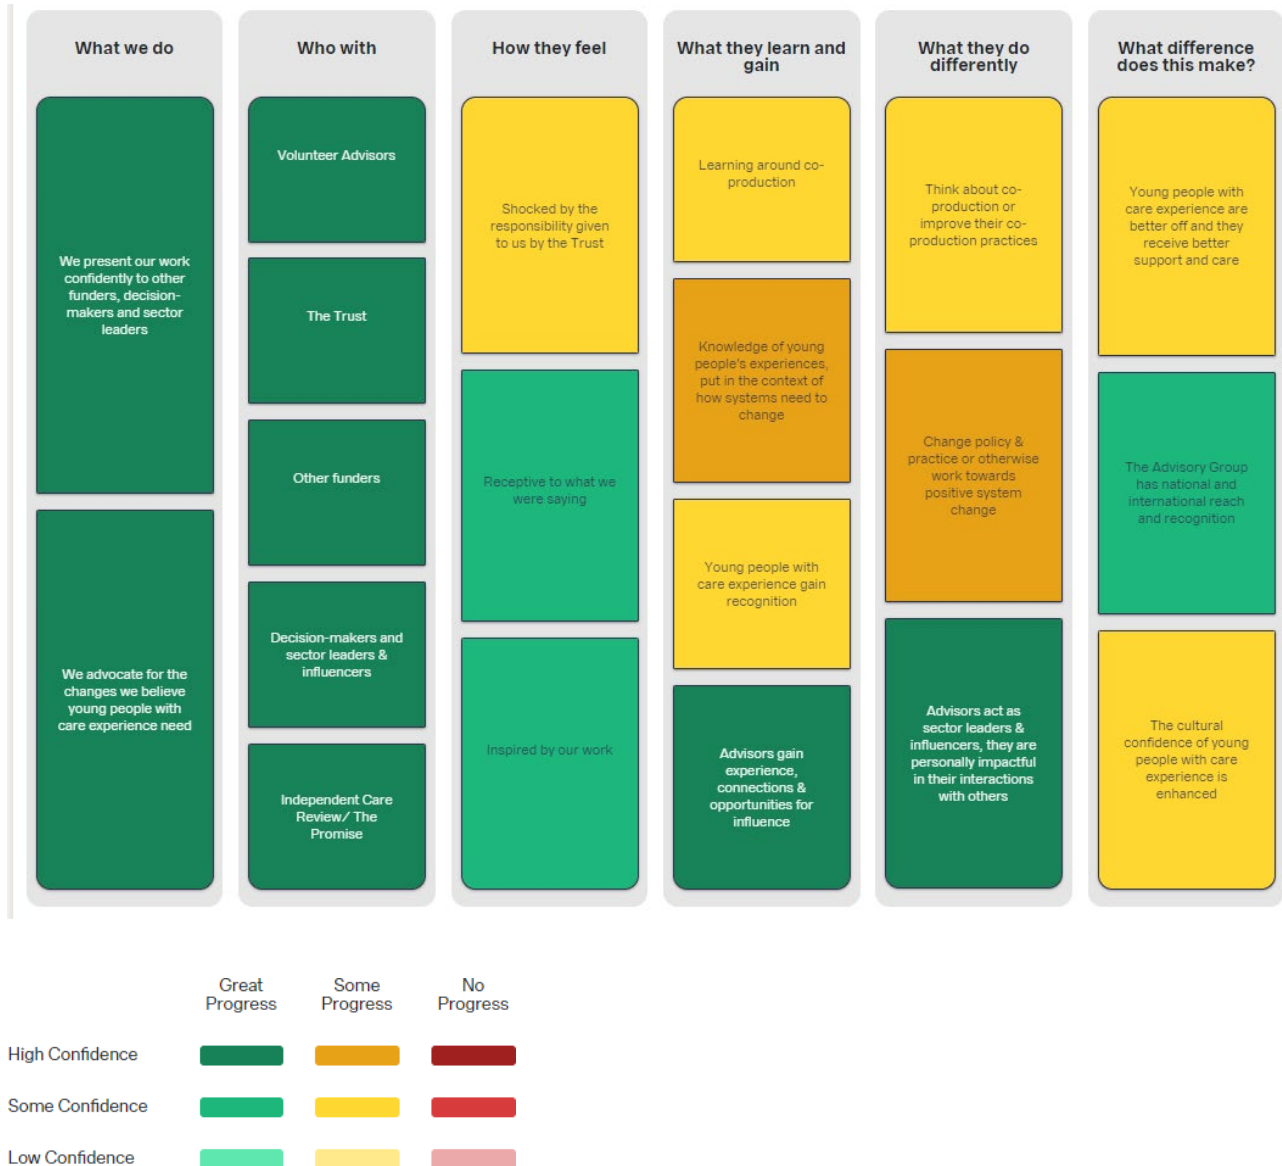 What we do
We present our work
confidently to other
funders, decision-
makers and sector
leaders
We advocate for the
changes we believe
young people with
care experience need
Who with
Volunteer Advisors
The Trust
Other funders
Decision-makers and
sector leaders &
influencers
Independent Care
Review/ The
Promise
How they feel
Shocked by the
responsibility given
to us by the Trust
Receptive to what we
were saying
Inspired by our work
What they learn and
gain
Learning around co-
production
Knowledge of young
people's experiences,
put in the context of
how systems need to
change
Young people with
care experience gain
recognition
Advisors gain
experience,
connections &
opportunities for
influence
What they do
differently
Think about co-
production or
improve their co-
production practices
Change policy &
practice or otherwise
work towards
positive system
change
Advisors act as
sector leaders &
influencers, they are
personally impactful
in their interactions
with others
What difference
does this make?
Young people with
care experience are
better off and they
receive better
support and care
The Advisory Group
has national and
international reach
and recognition
The cultural
confidence of young
people with care
experience is
enhanced
Great
Progress
Some
Progress
No
Progress
High Confidence
Some Confidence
Low Confidence